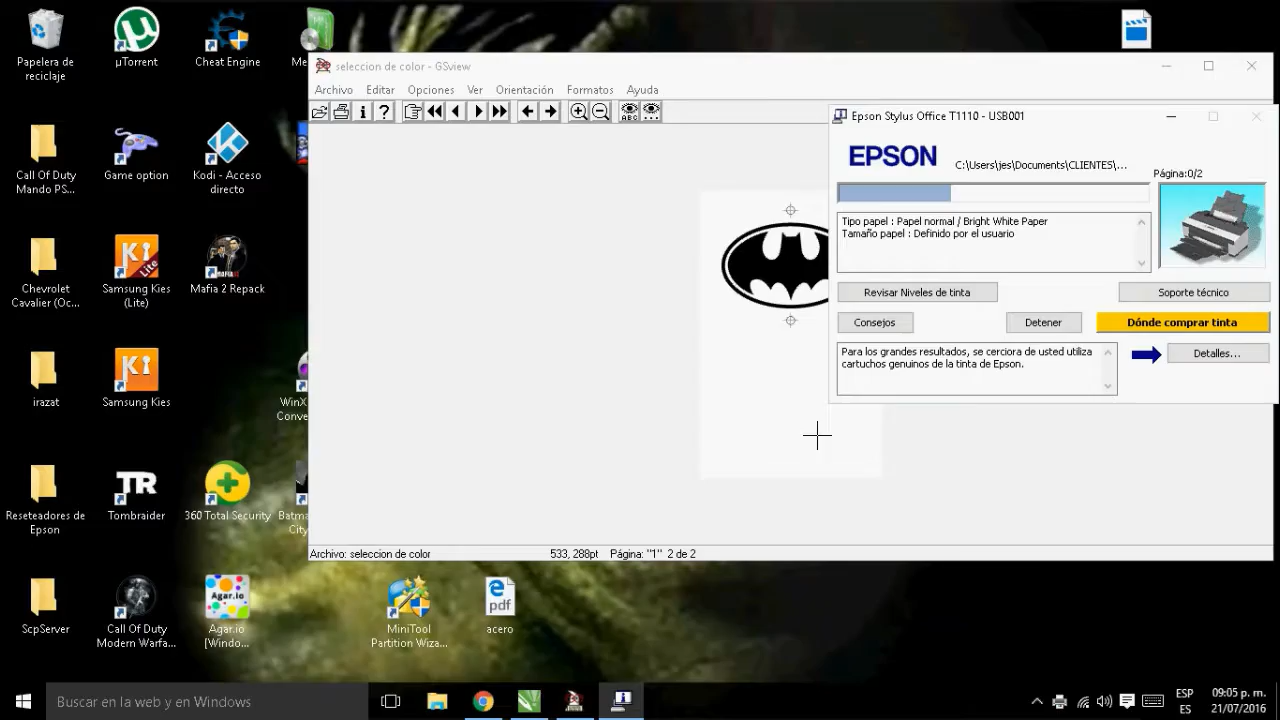 Papelera de
reciclaje
µTorrent
Cheat Engine
Me
Call Of Duty
Mando PS...
Game option
Kodi - Acceso
directo
Chevrolet
Cavalier (Oc...
Samsung Kies
(Lite)
Mafia 2 Repack
irazat
Samsung Kies
WinX
Conve
Reseteadores de
Epson
Tombraider
360 Total Security
Batma
City
ScpServer
Call Of Duty
Modern Warfa...
Agar.io
[Windo...
MiniTool
Partition Wiza...
acero
seleccion de color - GSview
Archivo Editar Opciones Ver Orientación Formatos Ayuda
Archivo: seleccion de color 533, 288pt Página: "1" 2 de 2
Epson Stylus Office T1110 - USB001
EPSON
C:\Users\jes\Documents\CLIENTES\...
Página:0/2
Tipo papel : Papel normal / Bright White Paper
Tamaño papel : Definido por el usuario
Revisar Niveles de tinta
Soporte técnico
Consejos
Detener
Dónde comprar tinta
Para los grandes resultados, se cerciora de usted utiliza
cartuchos genuinos de la tinta de Epson.
Detalles...
Buscar en la web y en Windows
ESP
ES
09:05 p. m.
21/07/2016